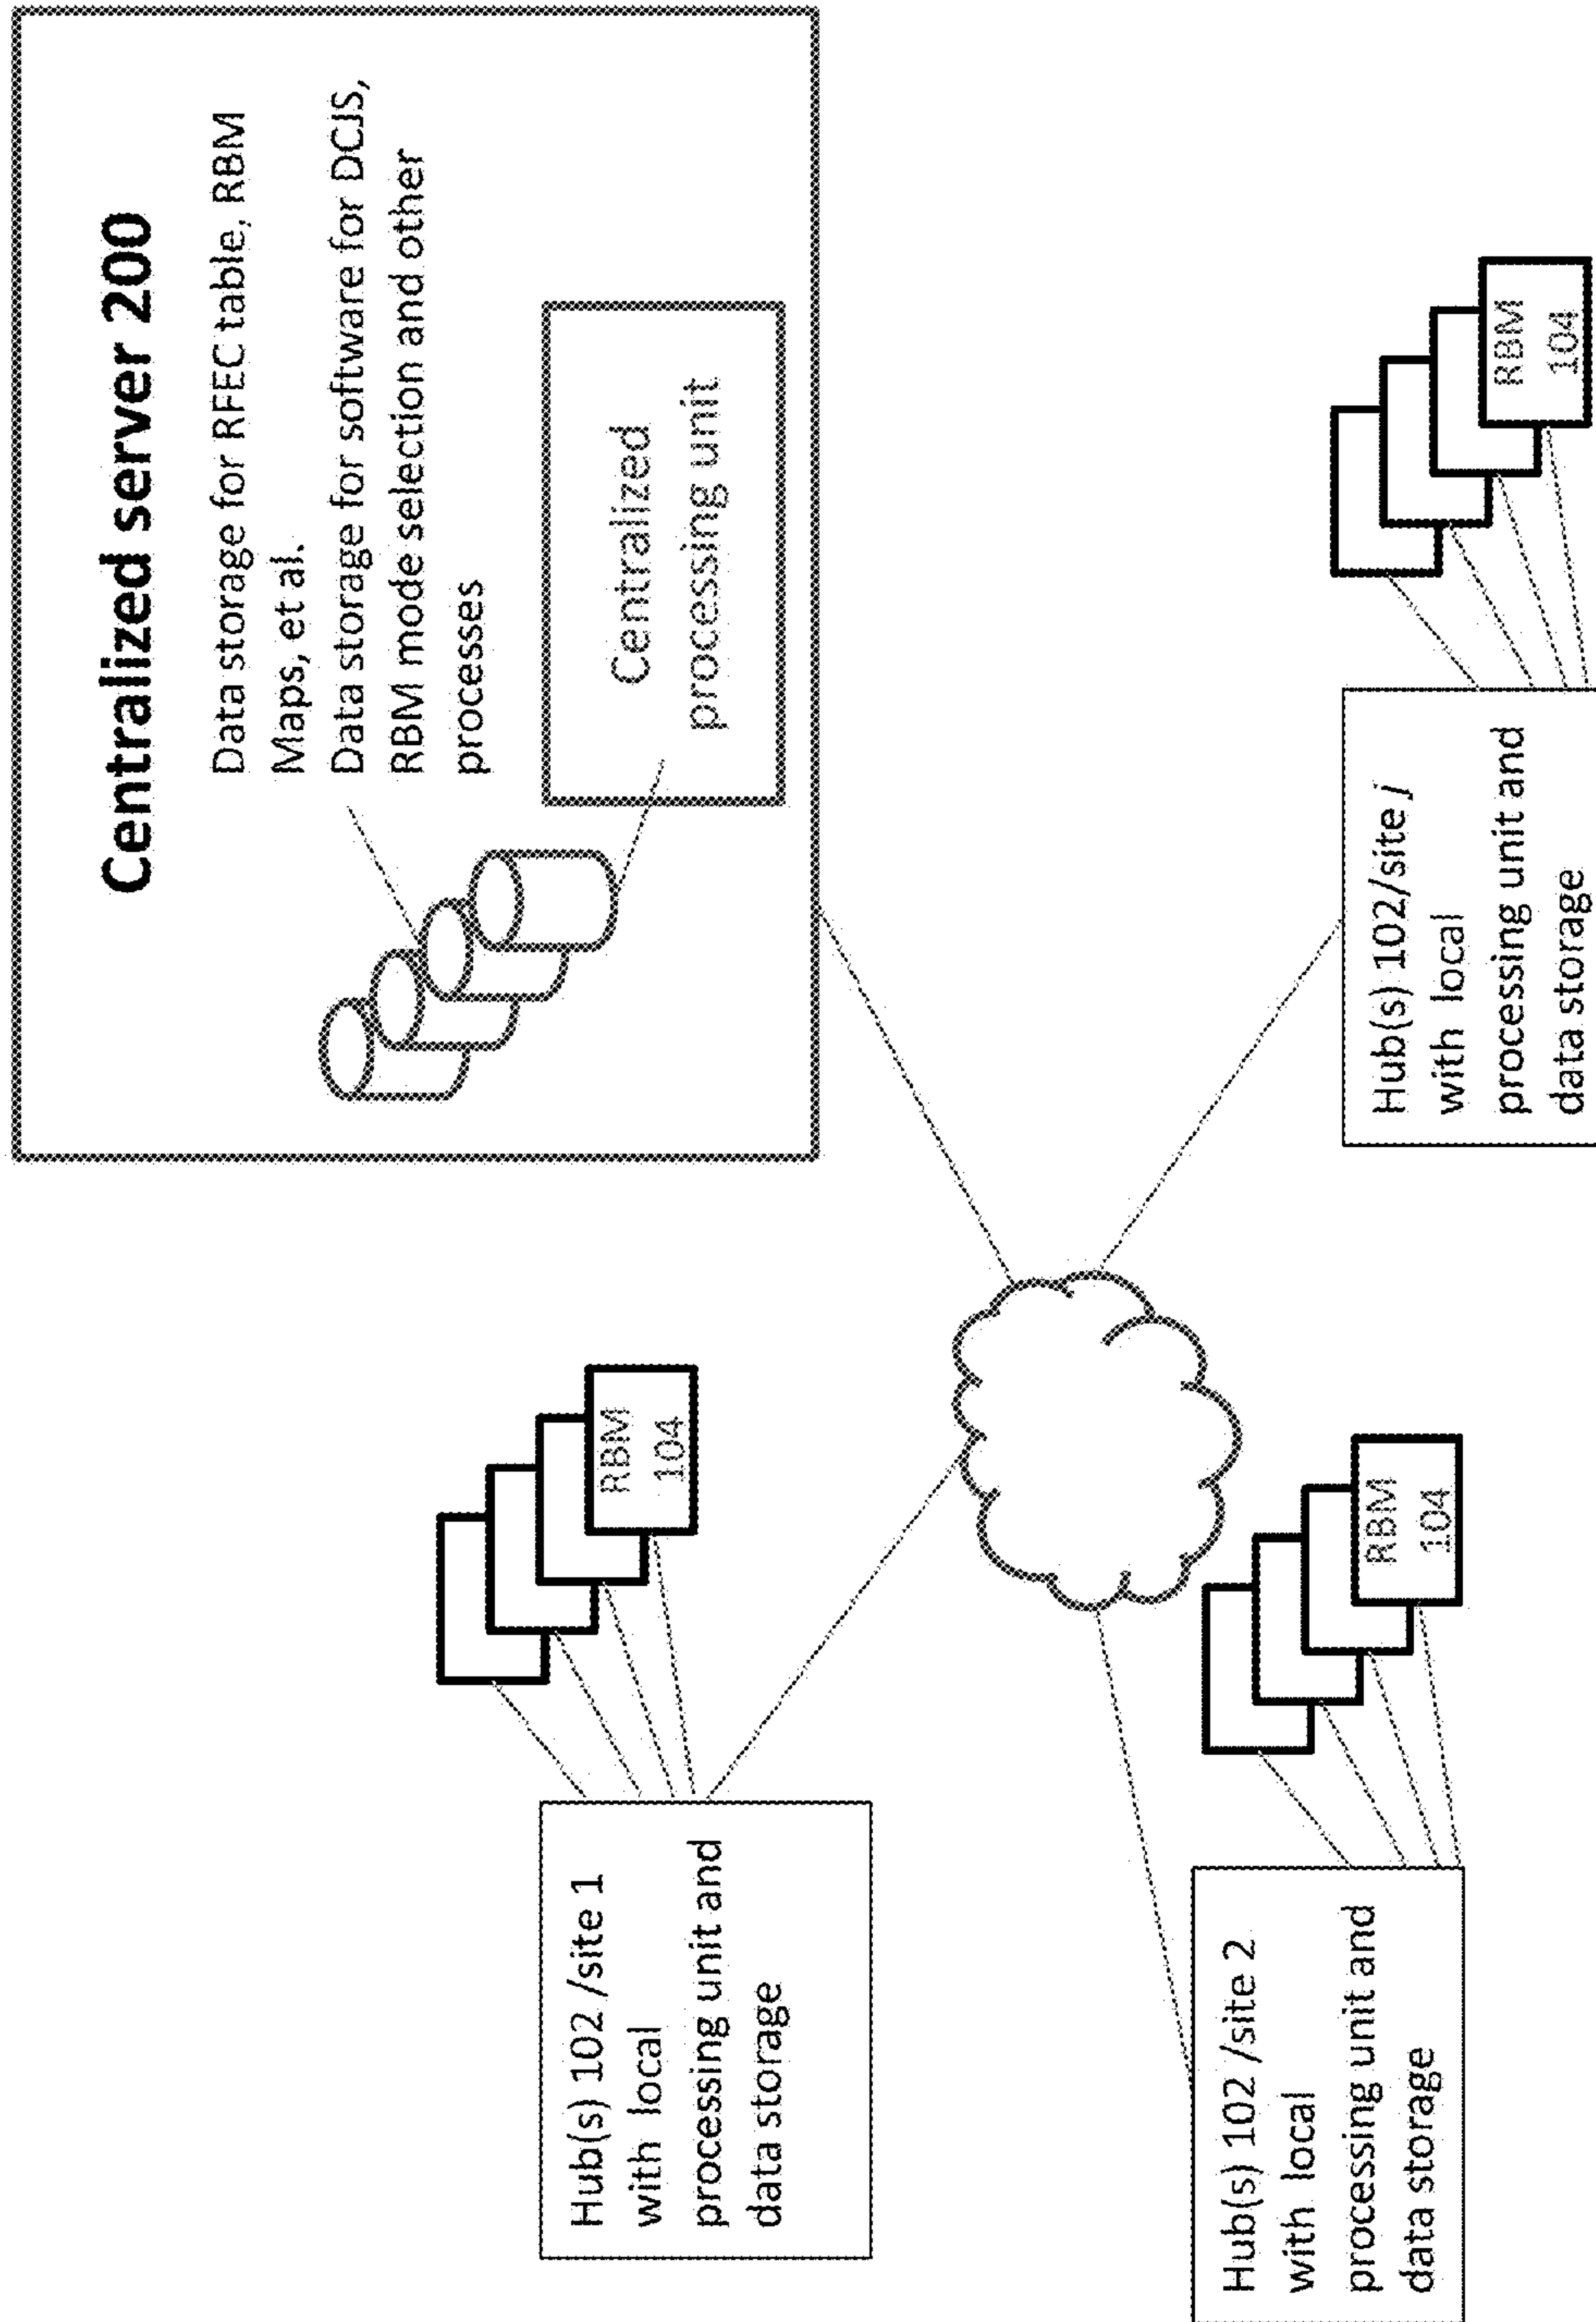 Centralized server 200
Data storage for RFEC table, RBM
Maps, et al.
Data storage for software for DCJS,
RBM mode selection and other
processes
Centralized
processing unit
RBM
104
Hub(s) 102 /site 1
with local
processing unit and
data storage
RBM
104
Hub(s) 102 /site 2
with local
processing unit and
data storage
RBM
104
Hub(s) 102/site j
with local
processing unit and
data storage